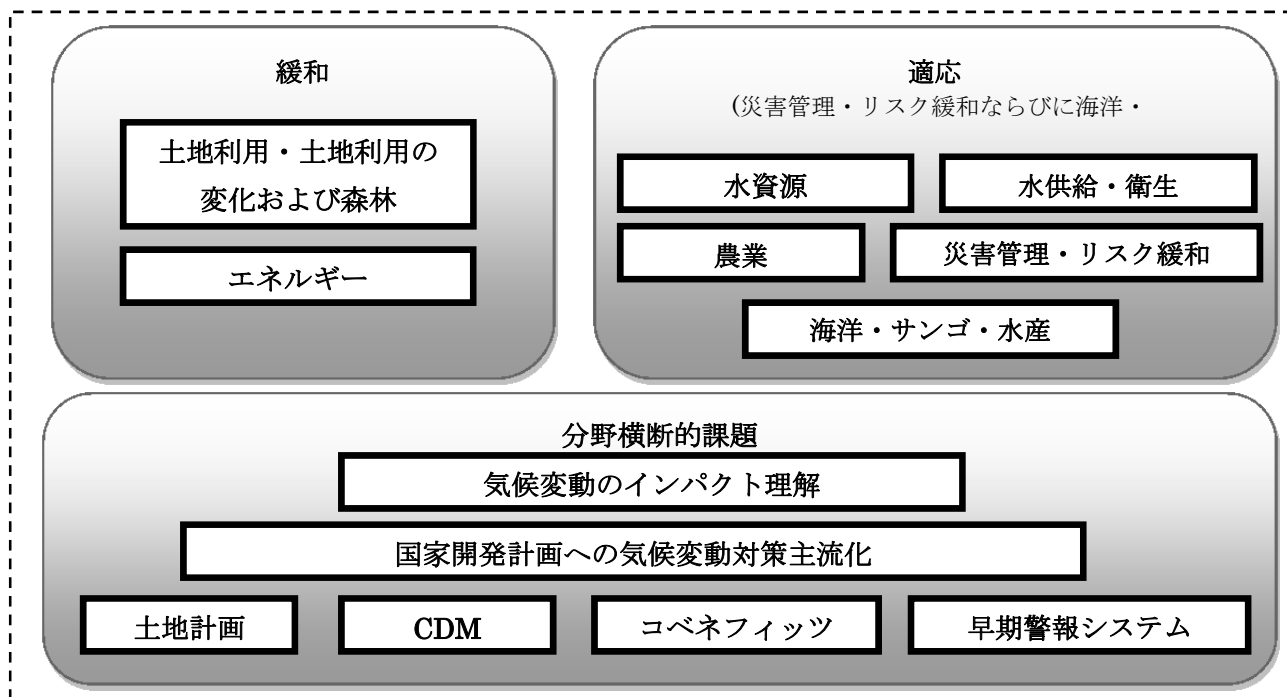 緩和
土地利用・土地利用の
変化および森林
エネルギー
適応
(災害管理・リスク緩和ならびに海洋・
水資源
水供給・衛生
農業
災害管理・リスク緩和
海洋・サンゴ・水産
分野横断的課題
気候変動のインパクト理解
国家開発計画への気候変動対策主流化
土地計画
CDM
コベネフィッツ
早期警報システム